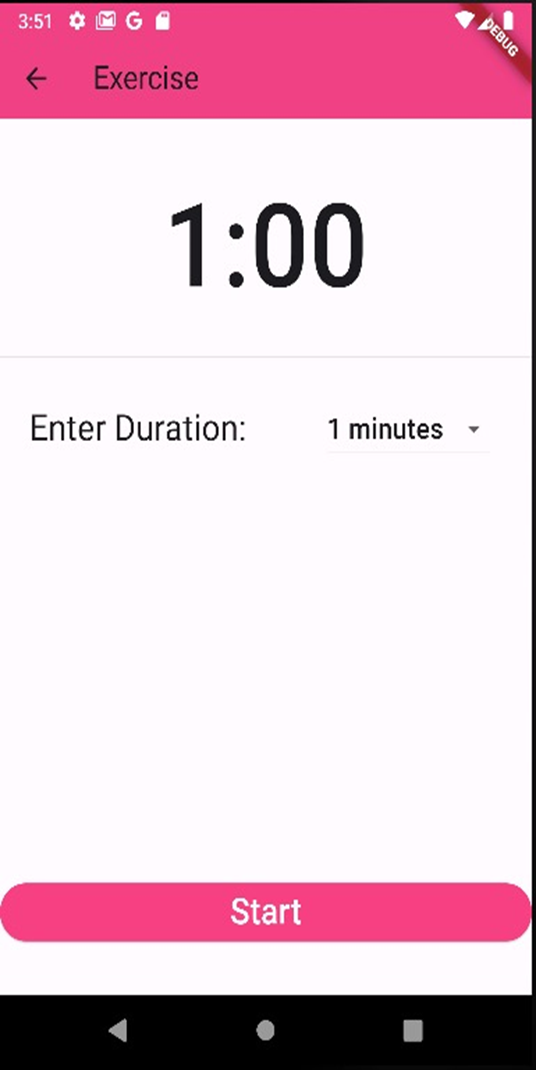 3:51
DEBUG
Exercise
1:00
Enter Duration: 1 minutes
Start